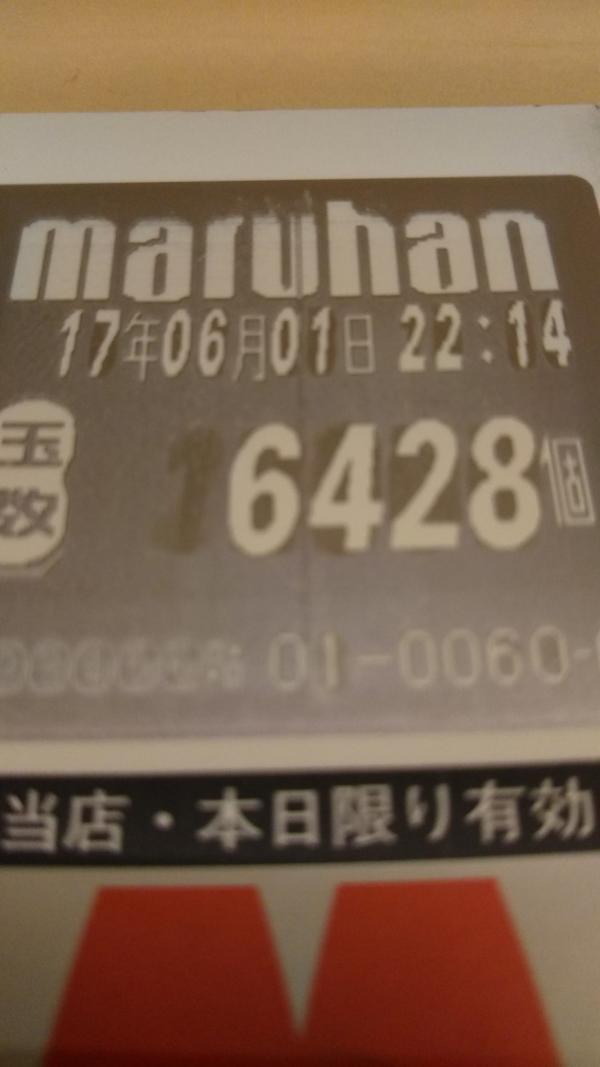 maruhan
17年06月01日 22:14
玉数 6428個
01-0060-
当店・本日限り有効